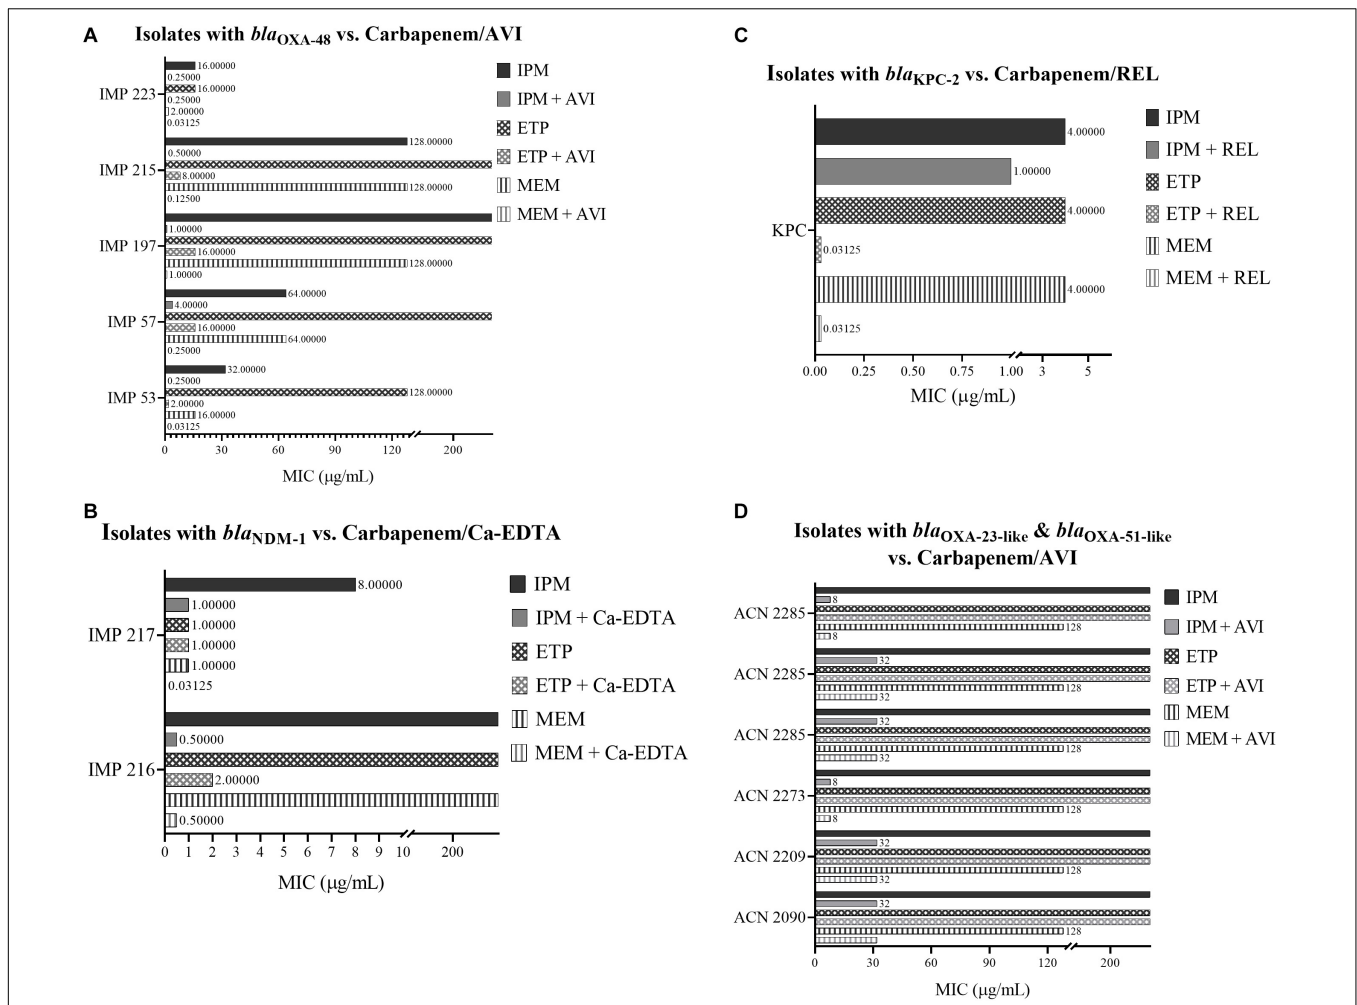 A
Isolates with blaOXA-48 vs. Carbapenem/AVI
IMP 223
16.00000
0.25000
16.00000
0.25000
2.00000
0.03125
IMP 215
128.00000
0.50000
8.00000
128.00000
0.12500
IMP 197
1.00000
16.00000
128.00000
1.00000
IMP 57
64.00000
4.00000
16.00000
64.00000
0.25000
IMP 53
32.00000
0.25000
128.00000
2.00000
16.00000
0.03125
0 30 60 90 120 200
MIC (μg/mL)
IPM
IPM + AVI
ETP
ETP + AVI
MEM
MEM + AVI
C
Isolates with blaKPC-2 vs. Carbapenem/REL
KPC
4.00000
1.00000
4.00000
0.03125
4.00000
0.03125
0.00 0.25 0.50 0.75 1.00 3 5
MIC (μg/mL)
IPM
IPM + REL
ETP
ETP + REL
MEM
MEM + REL
B
Isolates with blaNDM-1 vs. Carbapenem/Ca-EDTA
IMP 217
8.00000
1.00000
1.00000
1.00000
1.00000
0.03125
IMP 216
0.50000
2.00000
0.50000
0 1 2 3 4 5 6 7 8 9 10 200
MIC (μg/mL)
IPM
IPM + Ca-EDTA
ETP
ETP + Ca-EDTA
MEM
MEM + Ca-EDTA
D
Isolates with blaOXA-23-like & blaOXA-51-like
vs. Carbapenem/AVI
ACN 2285
8
128
8
ACN 2285
32
128
32
ACN 2285
32
128
32
ACN 2273
8
128
8
ACN 2209
32
128
32
ACN 2090
32
128
0 30 60 90 120 200
MIC (μg/mL)
IPM
IPM + AVI
ETP
ETP + AVI
MEM
MEM + AVI